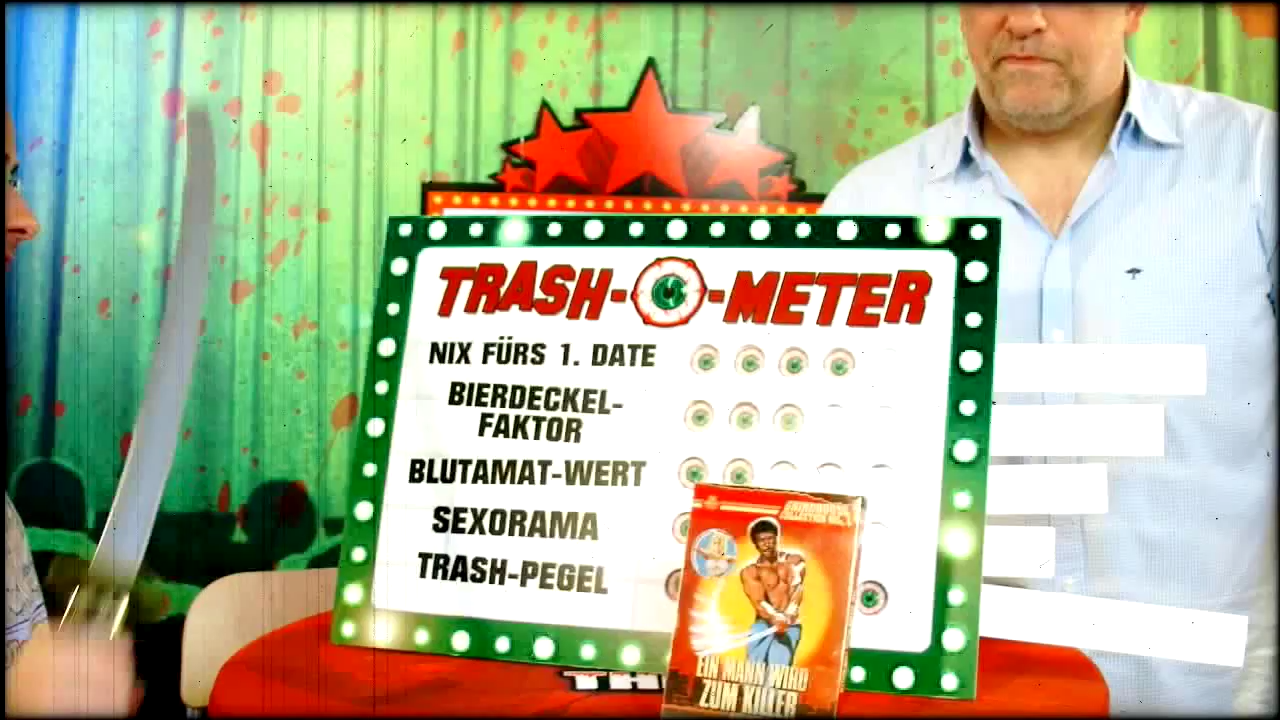 TRASH-O-METER
NIX FÜRS 1. DATE
BIERDECKEL-
FAKTOR
BLUTAMAT-WERT
SEXORAMA
TRASH-PEGEL
EIN MANN WIRD
ZUM KILLER